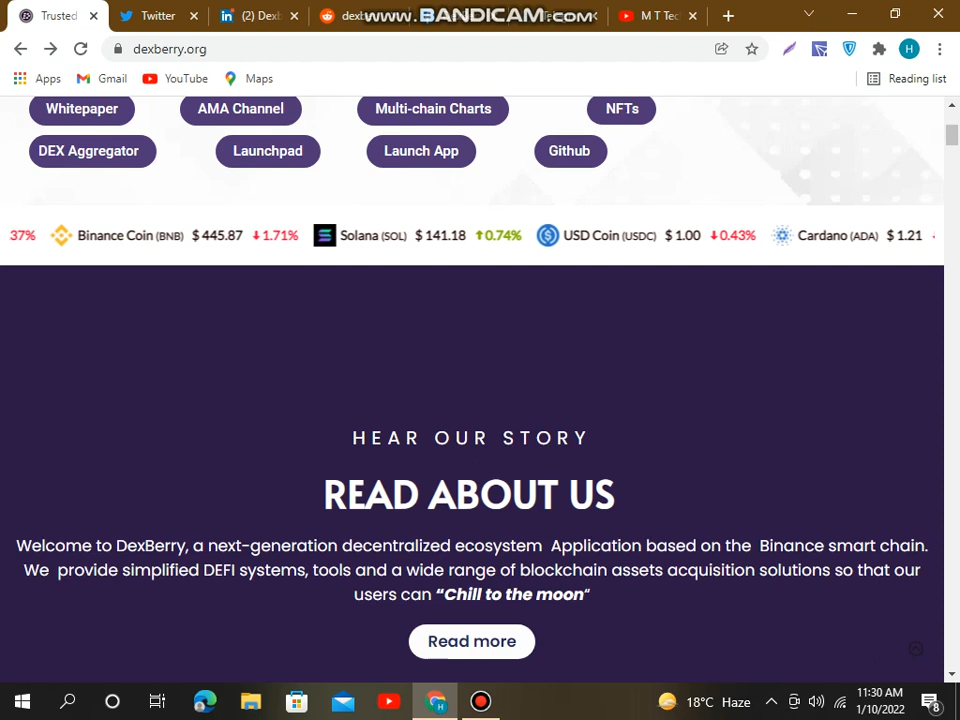 Trusted
Twitter
(2) Dexb
dexb
www.BANDICAM.com
M T Tec
dexberry.org
H
Apps
Gmail
YouTube
Maps
Reading list
Whitepaper
AMA Channel
Multi-chain Charts
NFTs
DEX Aggregator
Launchpad
Launch App
Github
37% Binance Coin (BNB) $ 445.87 1.71% Solana (SOL) $ 141.18 0.74% USD Coin (USDC) $ 1.00 0.43% Cardano (ADA) $ 1.21
HEAR OUR STORY
READ ABOUT US
Welcome to DexBerry, a next-generation decentralized ecosystem Application based on the Binance smart chain.
We provide simplified DEFI systems, tools and a wide range of blockchain assets acquisition solutions so that our
users can “Chill to the moon“
Read more
18°C Haze
11:30 AM
1/10/2022
8